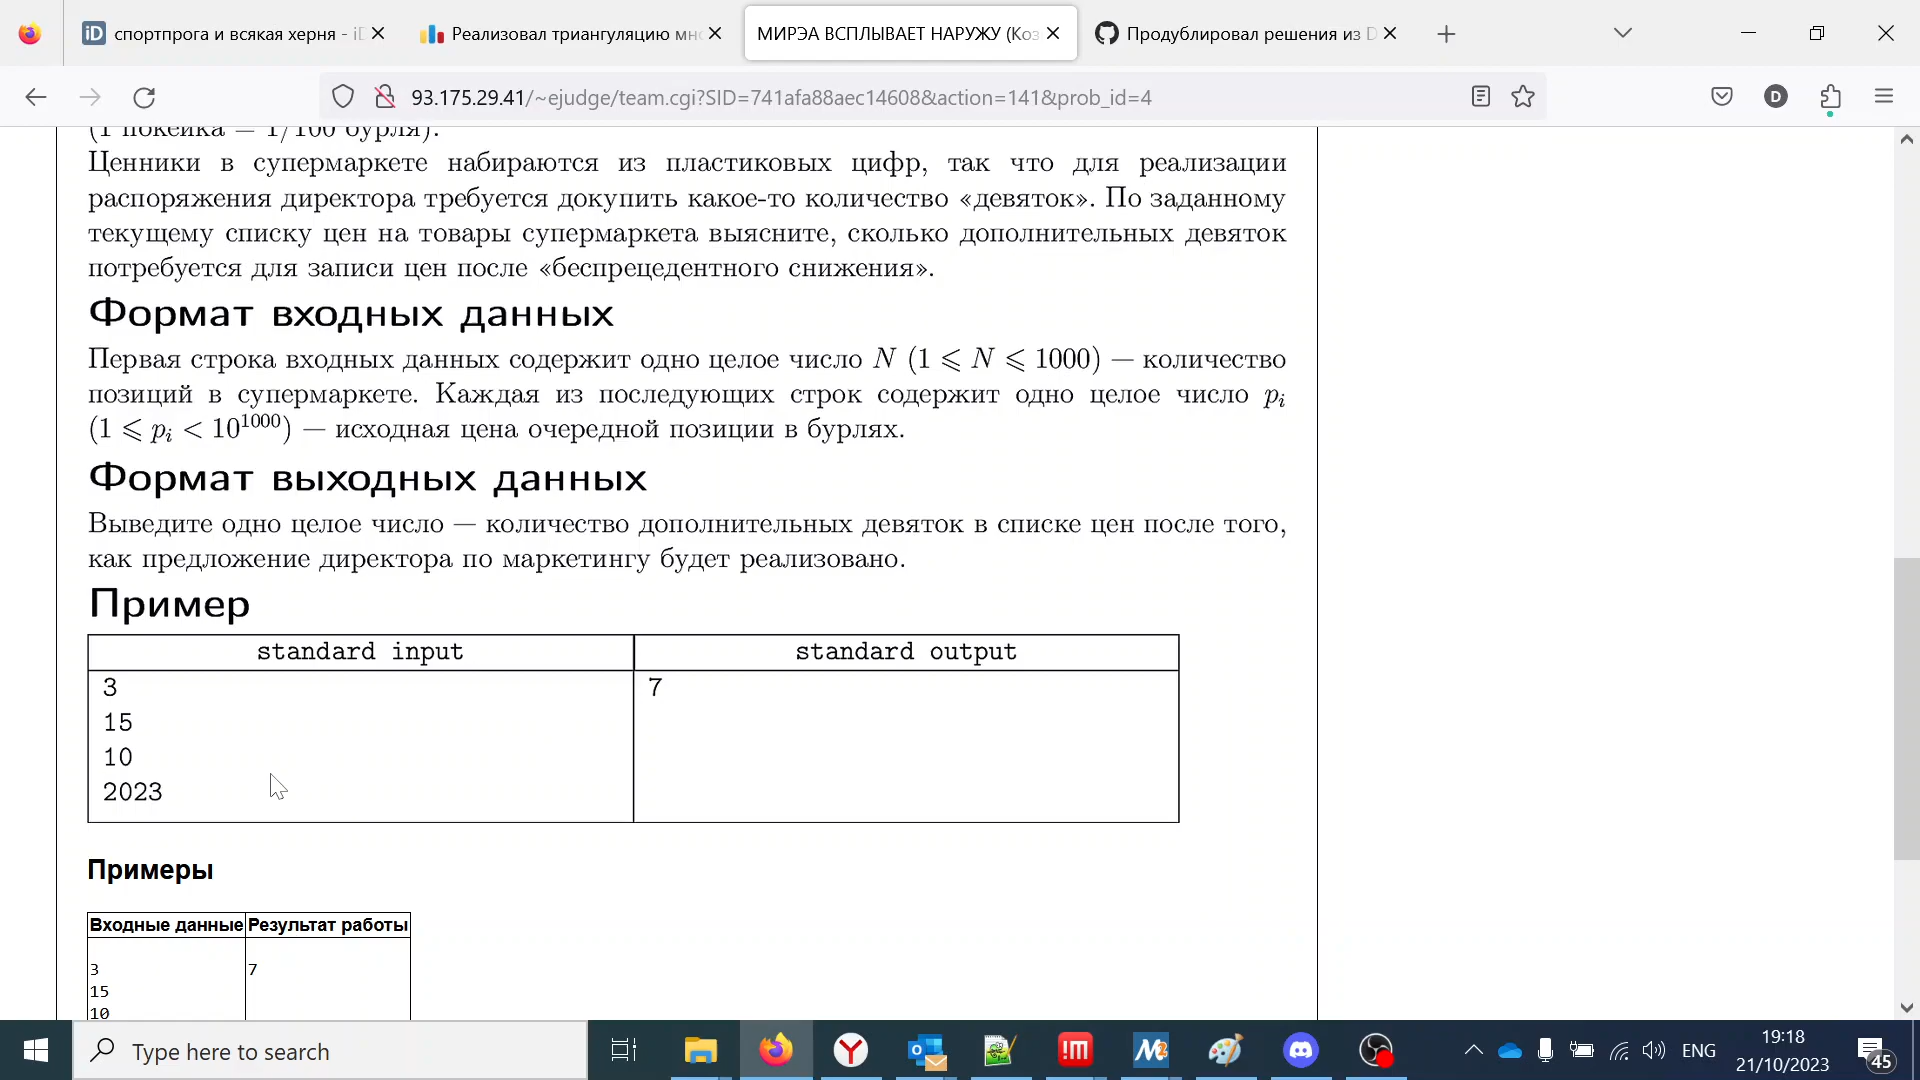 спортпрога и всякая херня - iD
Реализовал триангуляцию мно
МИРЭА ВСПЛЫВАЕТ НАРУЖУ (Коз
Продублировал решения из D
93.175.29.41/~ejudge/team.cgi?SID=741afa88aec14608&action=141&prob_id=4
(1 покейка = 1/100 бурля).
Ценники в супермаркете набираются из пластиковых цифр, так что для реализации
распоряжения директора требуется докупить какое-то количество «девяток». По заданному
текущему списку цен на товары супермаркета выясните, сколько дополнительных девяток
потребуется для записи цен после «беспрецедентного снижения».
Формат входных данных
Первая строка входных данных содержит одно целое число N (1 ⩽ N ⩽ 1000) — количество
позиций в супермаркете. Каждая из последующих строк содержит одно целое число pᵢ
(1 ⩽ pᵢ < 10¹⁰⁰⁰) — исходная цена очередной позиции в бурлях.
Формат выходных данных
Выведите одно целое число — количество дополнительных девяток в списке цен после того,
как предложение директора по маркетингу будет реализовано.
Пример
standard input standard output
3 7
15
10
2023
Примеры
Входные данные Результат работы
3 7
15
10
Type here to search
ENG
19:18
21/10/2023
45